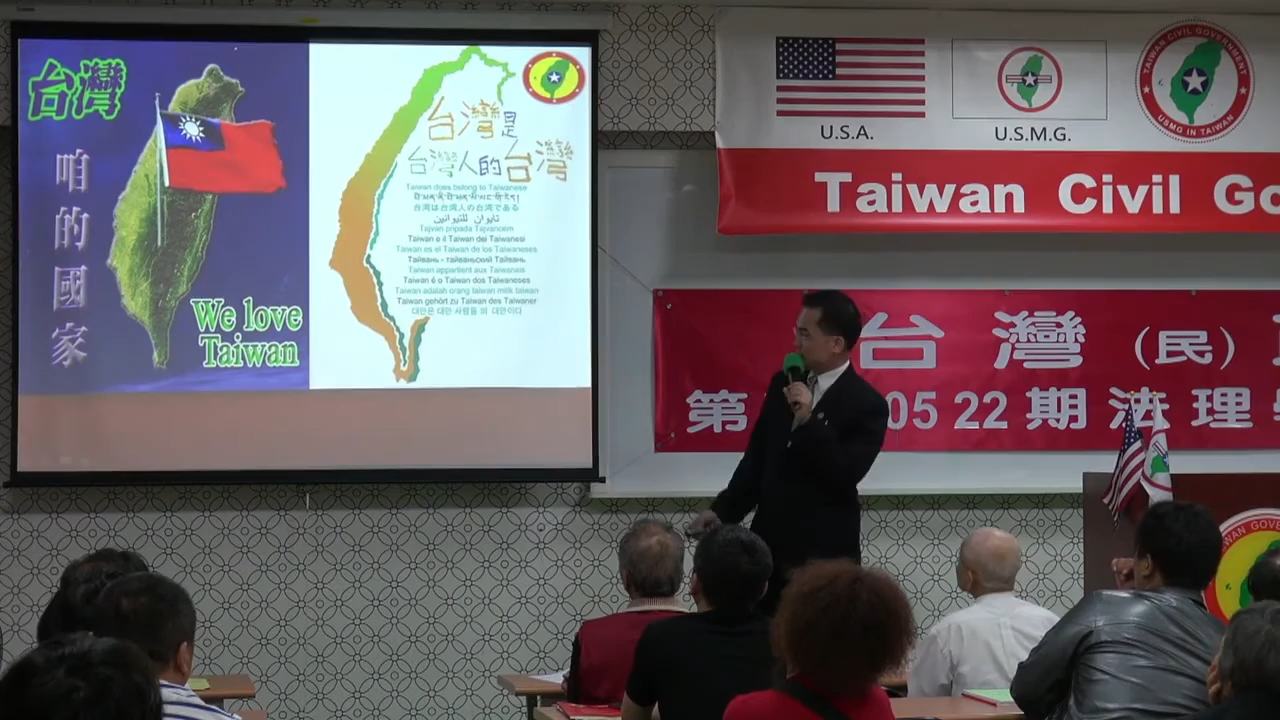 台灣
咱的國家
We love
Taiwan
台灣是
台灣人的台灣
Taiwan does belong to Taiwanese
台湾は台湾人の台湾である
تايوان للتيوانين
Tajvan pripada Tajvancem
Taiwan o il Taiwan dei Taiwanesi
Taiwan es el Taiwan de los Taiwaneses
Тайвань - тайваньский Тайвань
Taiwan appartient aux Taiwanais
Taiwan é o Taiwan dos Taiwaneses
Taiwan adalah orang taiwan milik taiwan
Taiwan gehört zu Taiwan des Taiwaner
대만은 대만 사람들 의 대만이다
U.S.A.
U.S.M.G.
TAIWAN CIVIL GOVERNMENT
USMG IN TAIWAN
Taiwan Civil Go
台灣(民)
第 05 22 期法理